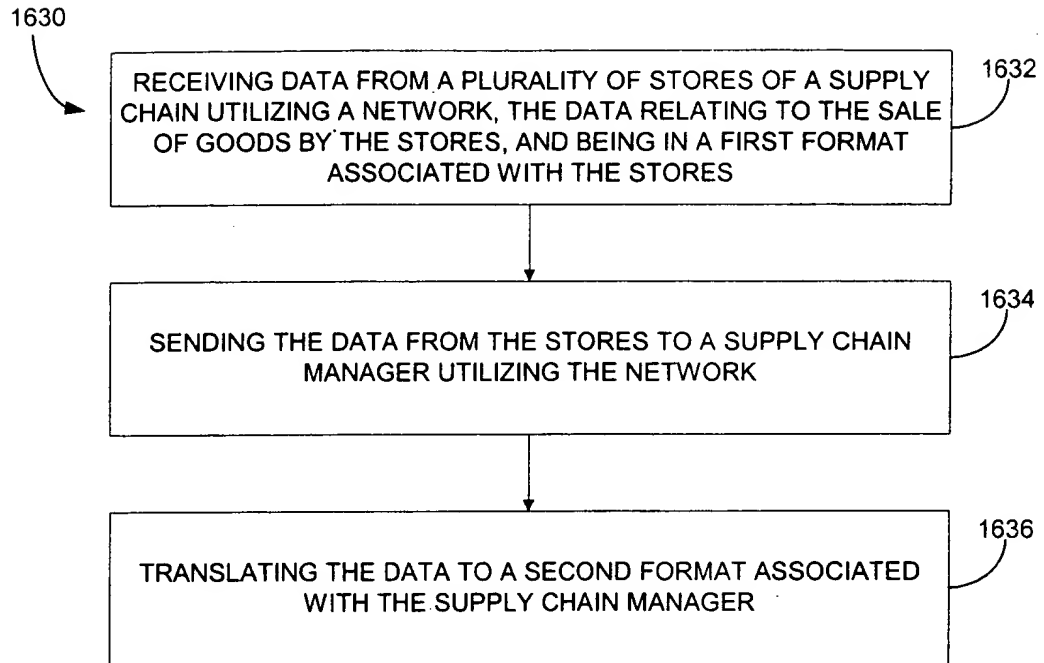 1630
RECEIVING DATA FROM A PLURALITY OF STORES OF A SUPPLY
CHAIN UTILIZING A NETWORK, THE DATA RELATING TO THE SALE
OF GOODS BY THE STORES, AND BEING IN A FIRST FORMAT
ASSOCIATED WITH THE STORES
1632
SENDING THE DATA FROM THE STORES TO A SUPPLY CHAIN
MANAGER UTILIZING THE NETWORK
1634
TRANSLATING THE DATA TO A SECOND FORMAT ASSOCIATED
WITH THE SUPPLY CHAIN MANAGER
1636